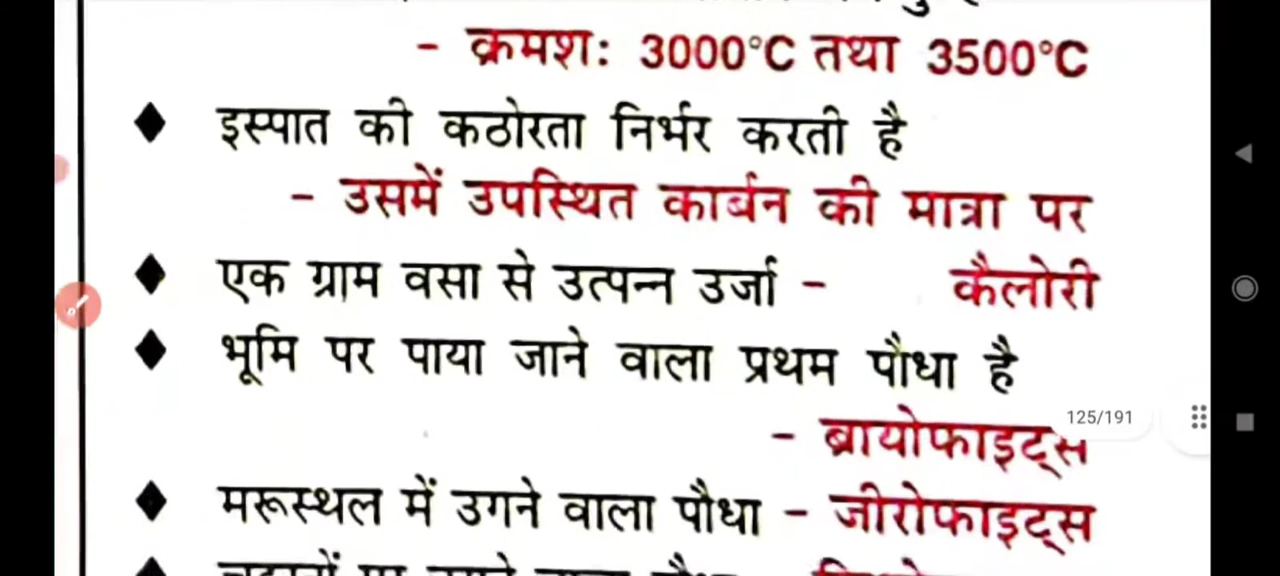 - क्रमशः 3000°C तथा 3500°C
◆ इस्पात की कठोरता निर्भर करती है
- उसमें उपस्थित कार्बन की मात्रा पर
◆ एक ग्राम वसा से उत्पन्न उर्जा - कैलोरी
◆ भूमि पर पाया जाने वाला प्रथम पौधा है
125/191
- ब्रायोफाइट्स
◆ मरूस्थल में उगने वाला पौधा - जीरोफाइट्स